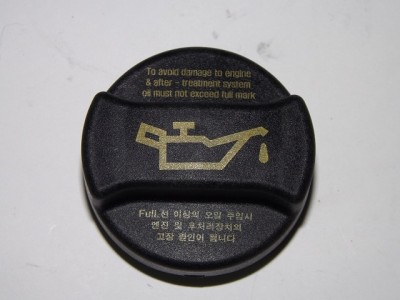 To avoid damage to engine
& after - treatment system
oil must not exceed full mark
Full선 이상의 오일 주입시
엔진 및 후처리장치의
고장 원인이 됩니다